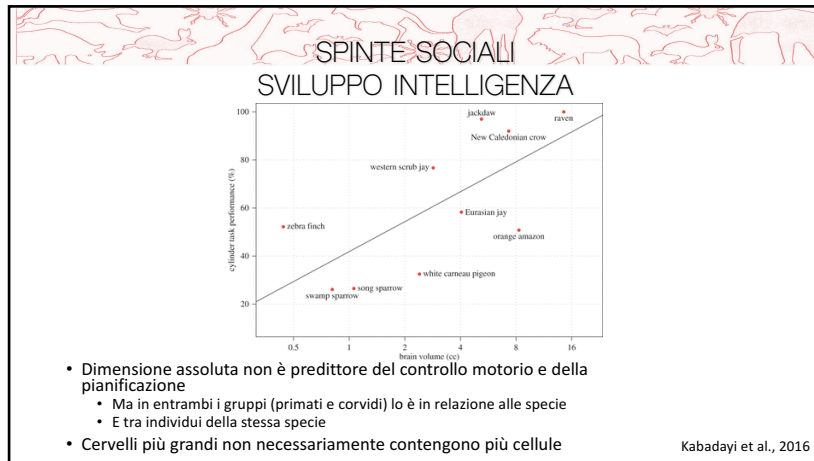 SPINTE SOCIALI
SVILUPPO INTELLIGENZA
100
80
60
40
20
cylinder task performance (%)
jackdaw
raven
New Caledonian crow
western scrub jay
Eurasian jay
zebra finch
orange amazon
white carneau pigeon
song sparrow
swamp sparrow
0.5 1 2 4 8 16
brain volume (cc)
• Dimensione assoluta non è predittore del controllo motorio e della
pianificazione
• Ma in entrambi i gruppi (primati e corvidi) lo è in relazione alle specie
• E tra individui della stessa specie
• Cervelli più grandi non necessariamente contengono più cellule
Kabadayi et al., 2016